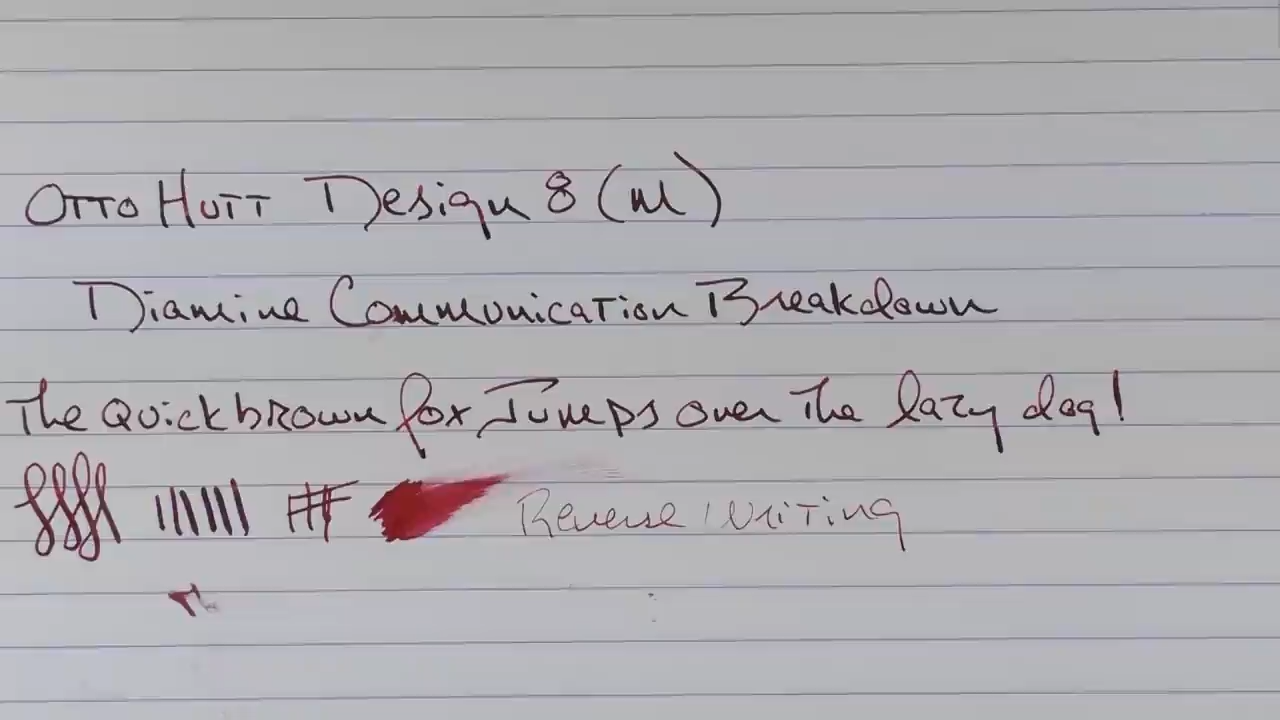 Otto Hutt Design 8 (M)
Diamine Communication Breakdown
The Quick brown fox Jumps over The lazy dog!
Reverse Writing